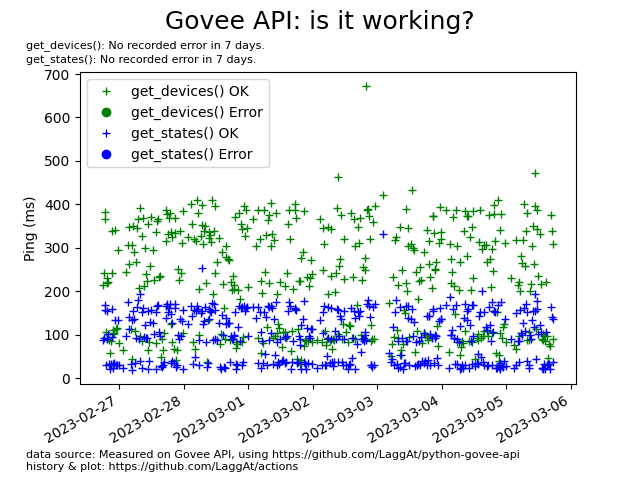 Govee API: is it working?
get_devices(): No recorded error in 7 days.
get_states(): No recorded error in 7 days.
get_devices() OK
get_devices() Error
get_states() OK
get_states() Error
Ping (ms)
700
600
500
400
300
200
100
0
2023-02-27
2023-02-28
2023-03-01
2023-03-02
2023-03-03
2023-03-04
2023-03-05
2023-03-06
data source: Measured on Govee API, using https://github.com/LaggAt/python-govee-api
history & plot: https://github.com/LaggAt/actions